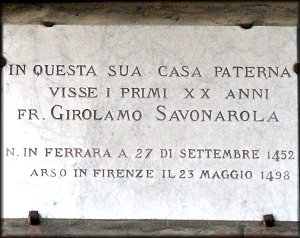 IN QUESTA SUA CASA PATERNA
VISSE I PRIMI XX ANNI
FR. GIROLAMO SAVONAROLA
N. IN FERRARA A 27 DI SETTEMBRE 1452
ARSO IN FIRENZE IL 23 MAGGIO 1498